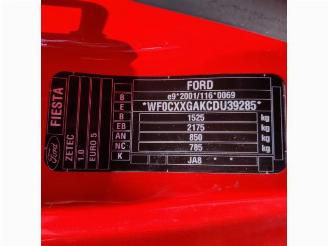 FORD
B e9*2001/116*0069
E *WF0CXXGAKCDU39285*
B 1525 kg
EB 2175 kg
AN 850 kg
NC 785 kg
K JA8 ***
Ford
FIESTA
ZETEC
1.0
EURO 5